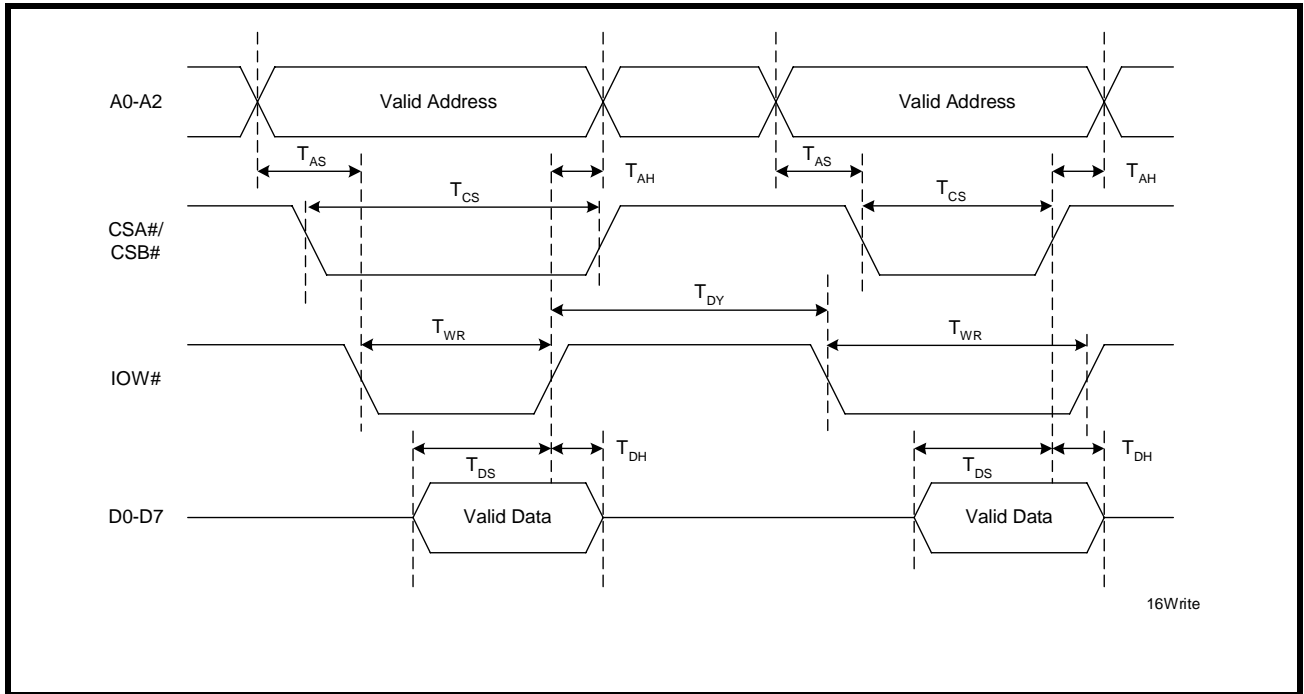 A0-A2
Valid Address
Valid Address
TAS
TAH
TAS
TAH
TCS
TCS
CSA#/
CSB#
TDY
TWR
TWR
IOW#
TDS
TDH
TDS
TDH
D0-D7
Valid Data
Valid Data
16Write